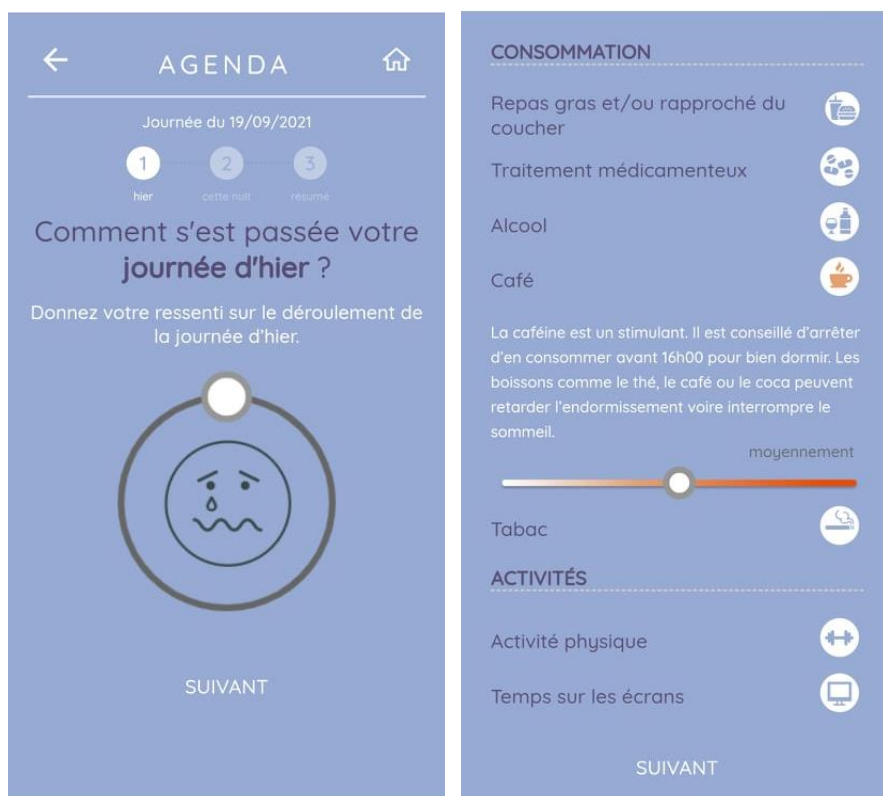 AGENDA
Journée du 19/09/2021
1 2 3
hier cette nuit résumé
Comment s'est passée votre
journée d'hier ?
Donnez votre ressenti sur le déroulement de
la journée d'hier.
SUIVANT
CONSOMMATION
Repas gras et/ou rapproché du
coucher
Traitement médicamenteux
Alcool
Café
La caféine est un stimulant. Il est conseillé d'arrêter
d'en consommer avant 16h00 pour bien dormir. Les
boissons comme le thé, le café ou le coca peuvent
retarder l'endormissement voire interrompre le
sommeil.
moyennement
Tabac
ACTIVITÉS
Activité physique
Temps sur les écrans
SUIVANT